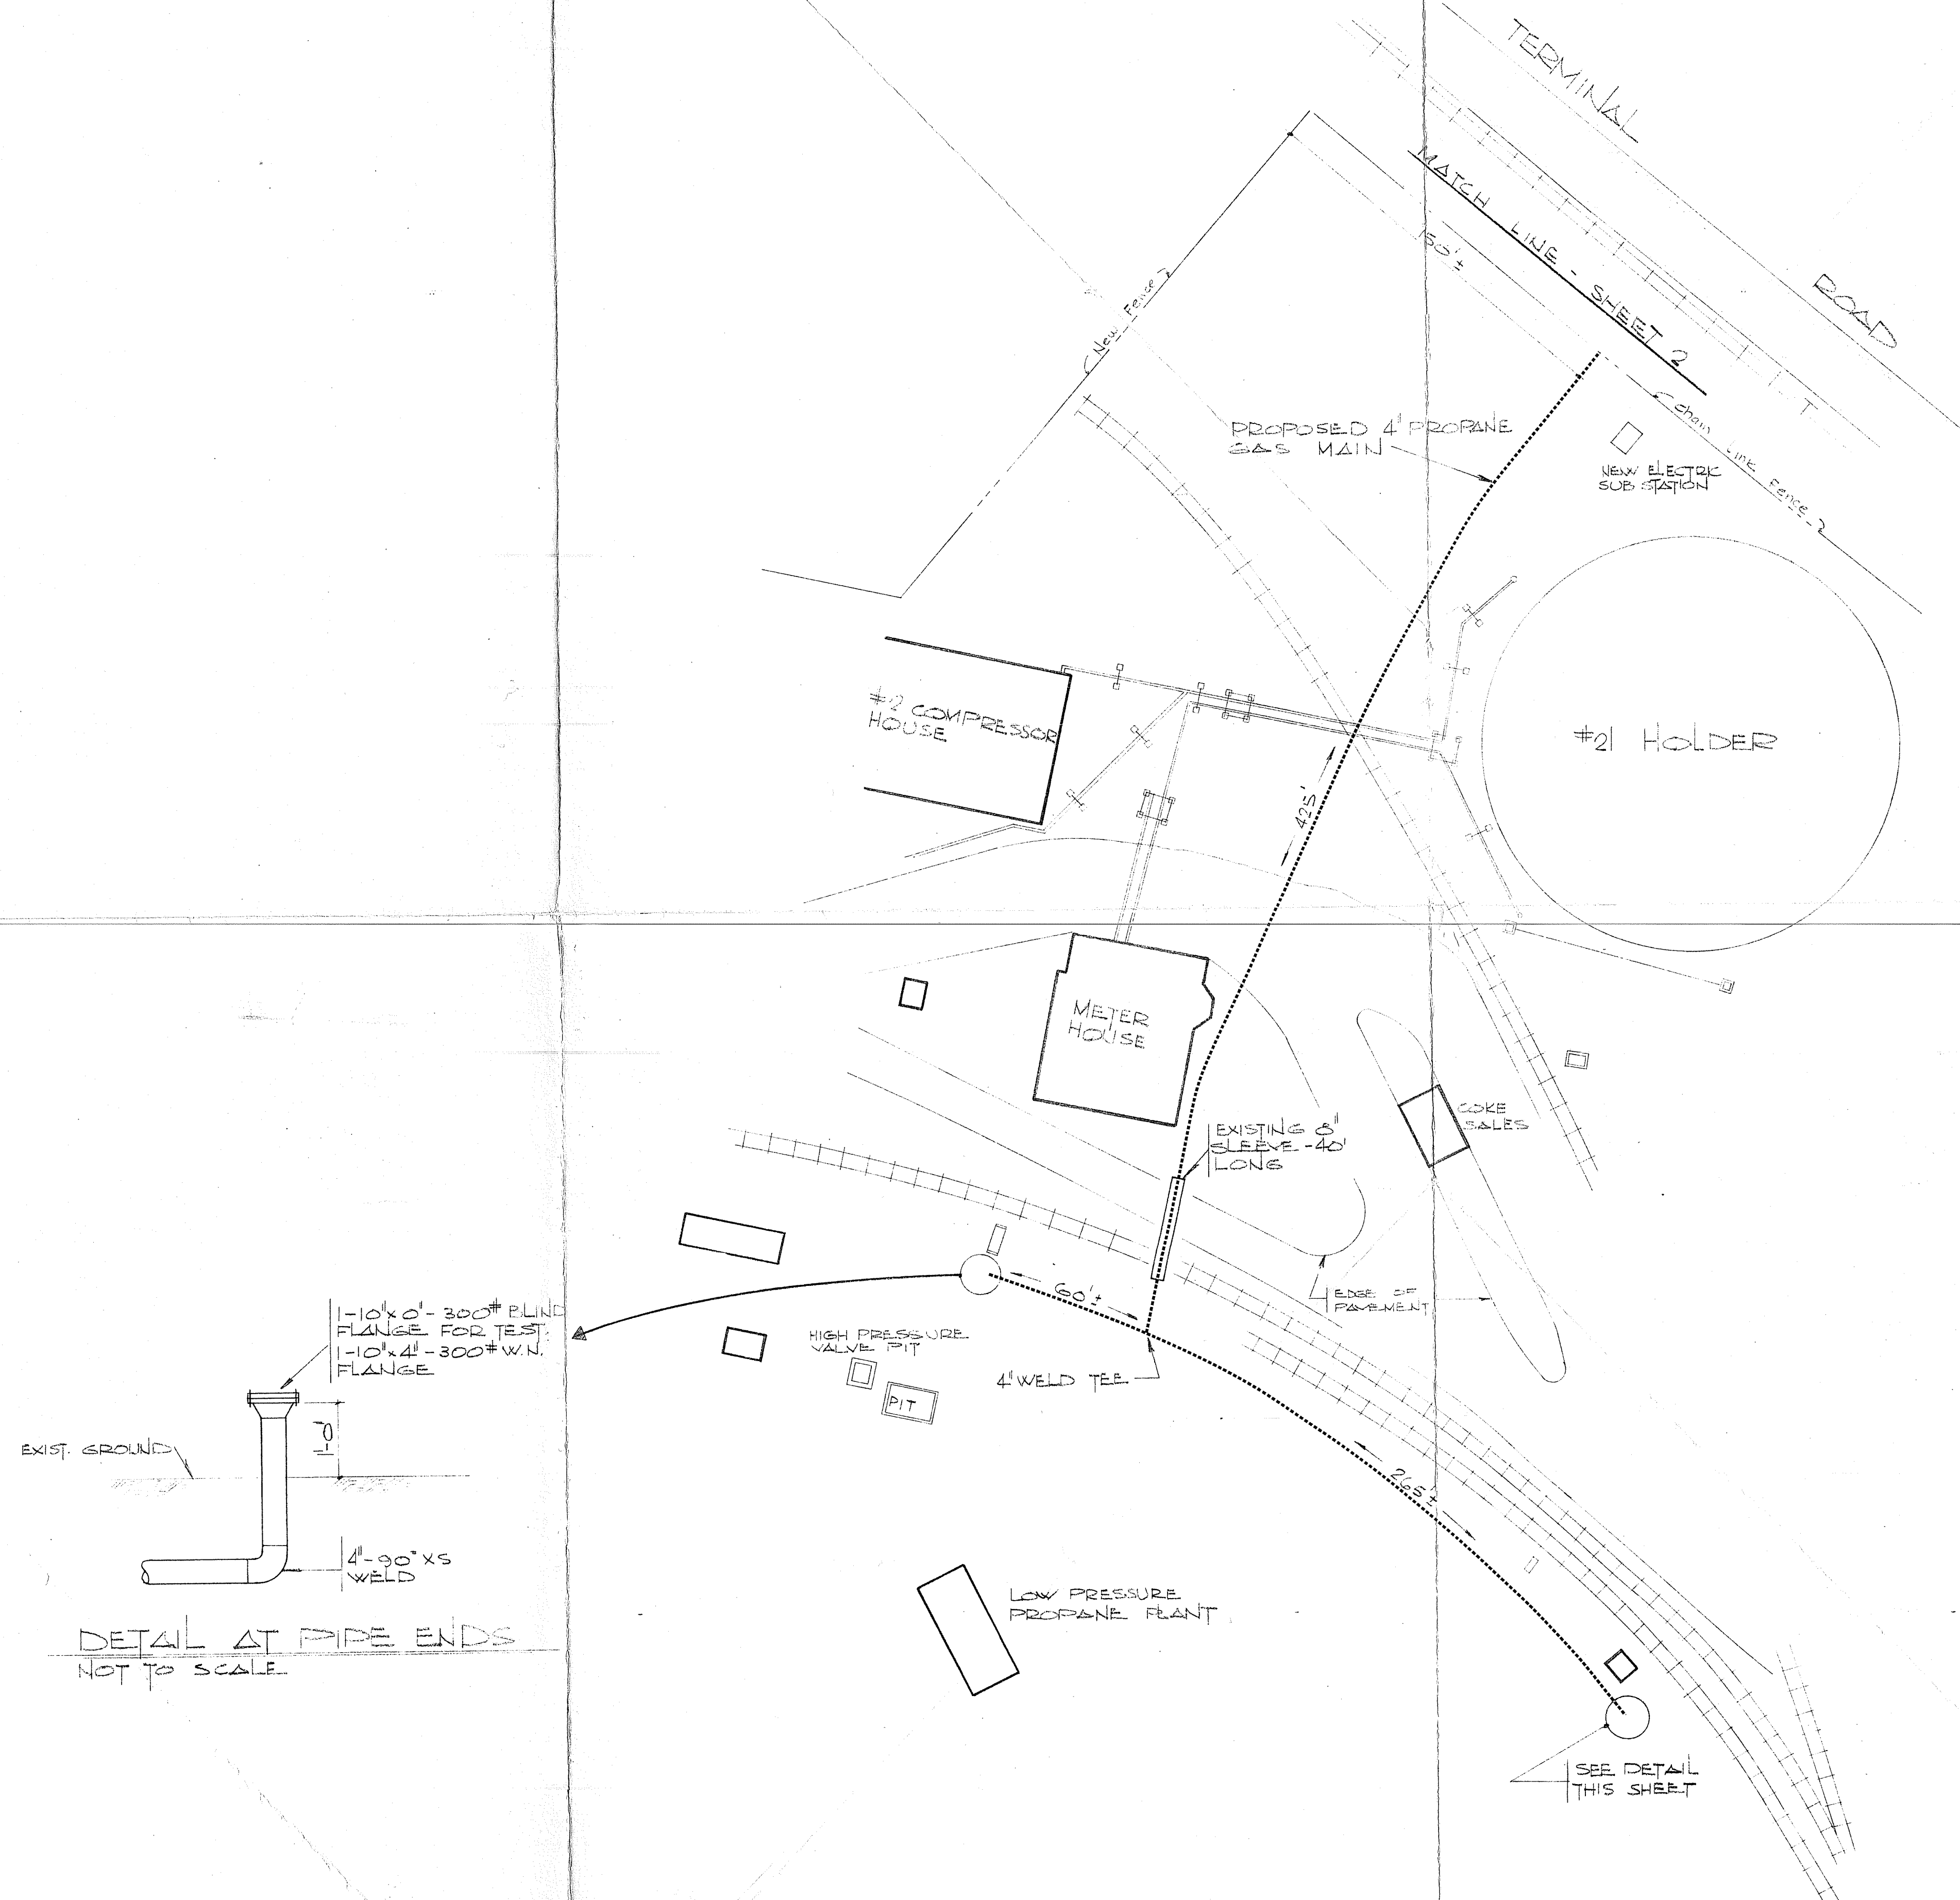 TERMINAL
ROAD
MATCH LINE - SHEET 2
150'±
New Fence
PROPOSED 4" PROPANE
GAS MAIN
Chain Link Fence
NEW ELECTRIC
SUB STATION
#2 COMPRESSOR
HOUSE
#21 HOLDER
425'
METER
HOUSE
COKE
SALES
EXISTING 8"
SLEEVE - 40'
LONG
60'±
EDGE OF
PAVEMENT
1-10"x 0"- 300# BLIND
FLANGE FOR TEST.
1-10"x4"-300# W.N.
FLANGE
HIGH PRESSURE
VALVE PIT
PIT
4" WELD TEE
EXIST. GROUND
1'-0"
265'±
4"-90° XS
WELD
LOW PRESSURE
PROPANE PLANT
DETAIL AT PIPE ENDS
NOT TO SCALE
SEE DETAIL
THIS SHEET